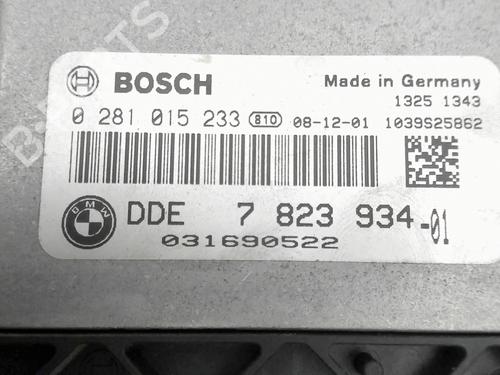 BOSCH
Made in Germany
1325 1343
0 281 015 233 810 08-12-01 1039S25862
BMW
DDE 7 823 934-01
031690522